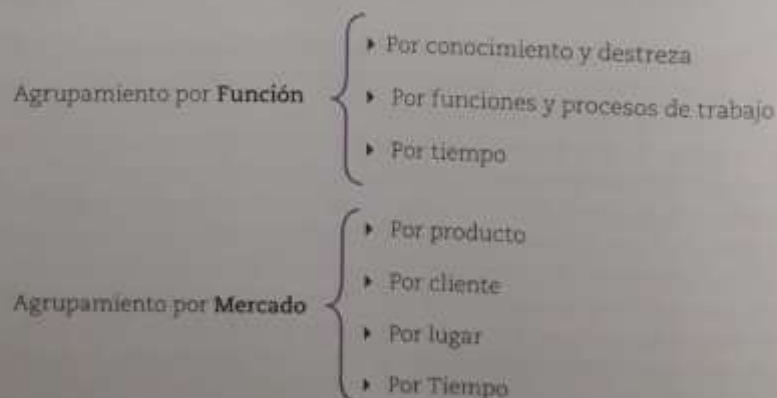 Agrupamiento por Función
▸ Por conocimiento y destreza
▸ Por funciones y procesos de trabajo
▸ Por tiempo
Agrupamiento por Mercado
▸ Por producto
▸ Por cliente
▸ Por lugar
▸ Por Tiempo